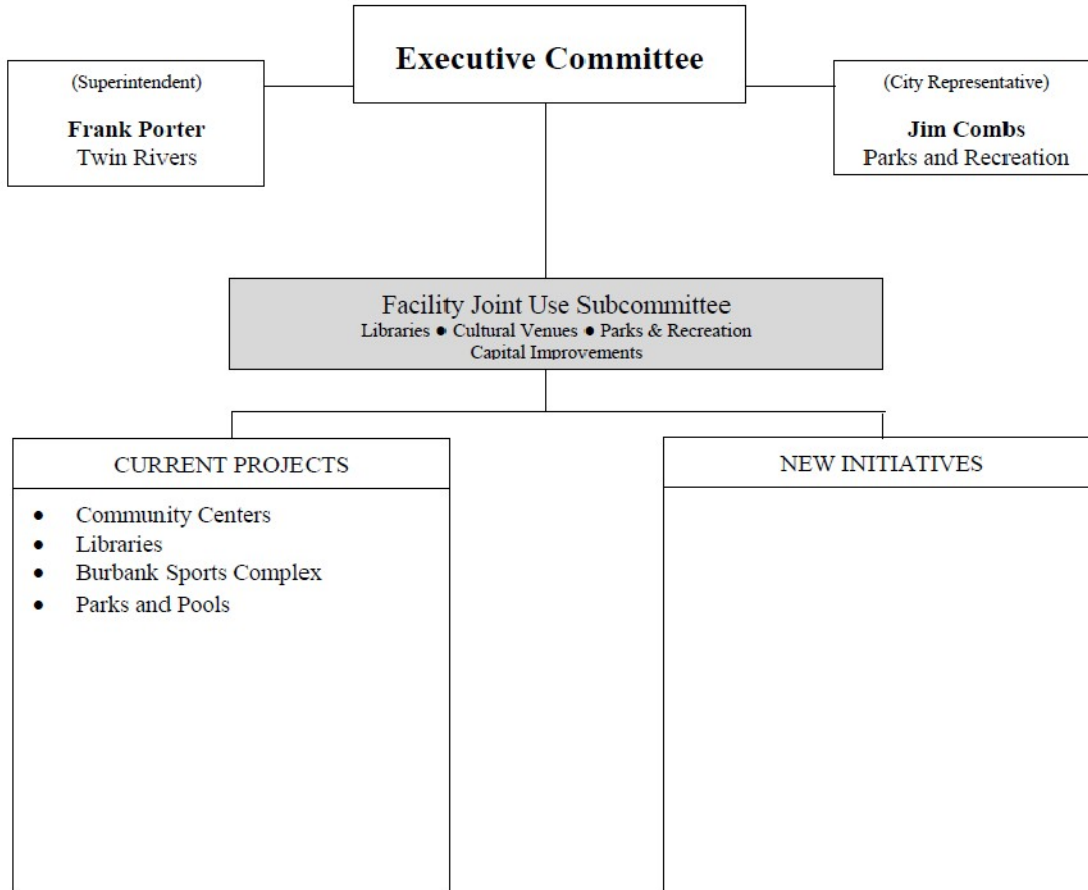 Executive Committee
(Superintendent)
Frank Porter
Twin Rivers
(City Representative)
Jim Combs
Parks and Recreation
Facility Joint Use Subcommittee
Libraries ● Cultural Venues ● Parks & Recreation
Capital Improvements
CURRENT PROJECTS
• Community Centers
• Libraries
• Burbank Sports Complex
• Parks and Pools
NEW INITIATIVES